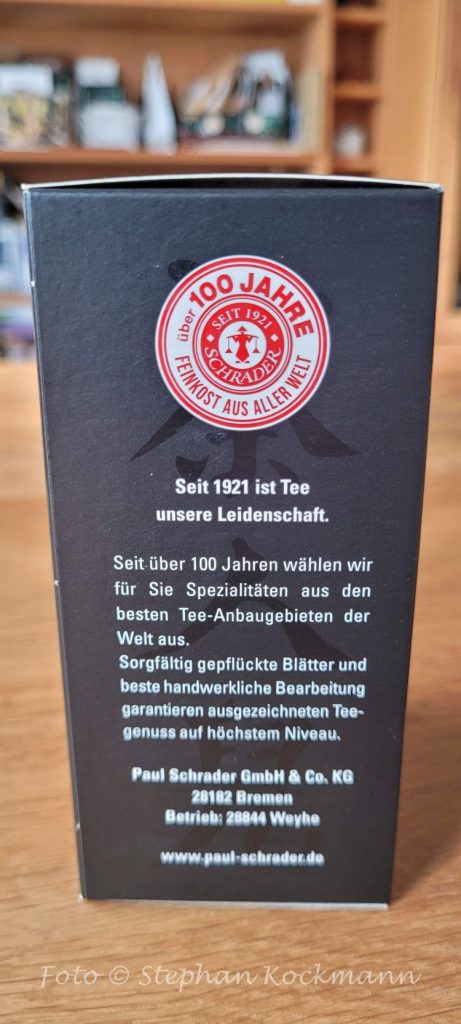 über 100 JAHRE
SEIT 1921
SCHRADER
FEINKOST AUS ALLER WELT
Seit 1921 ist Tee
unsere Leidenschaft.
Seit über 100 Jahren wählen wir
für Sie Spezialitäten aus den
besten Tee-Anbaugebieten der
Welt aus.
Sorgfältig gepflückte Blätter und
beste handwerkliche Bearbeitung
garantieren ausgezeichneten Tee-
genuss auf höchstem Niveau.
Paul Schrader GmbH & Co. KG
28182 Bremen
Betrieb: 28844 Weyhe
www.paul-schrader.de
Foto © Stephan Kockmann